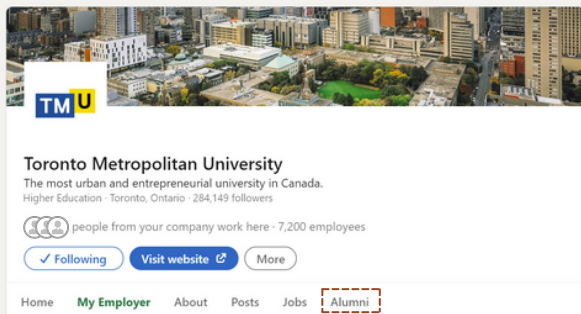 TMU
Toronto Metropolitan University
The most urban and entrepreneurial university in Canada.
Higher Education · Toronto, Ontario · 284,149 followers
people from your company work here · 7,200 employees
✓ Following Visit website More
Home My Employer About Posts Jobs Alumni